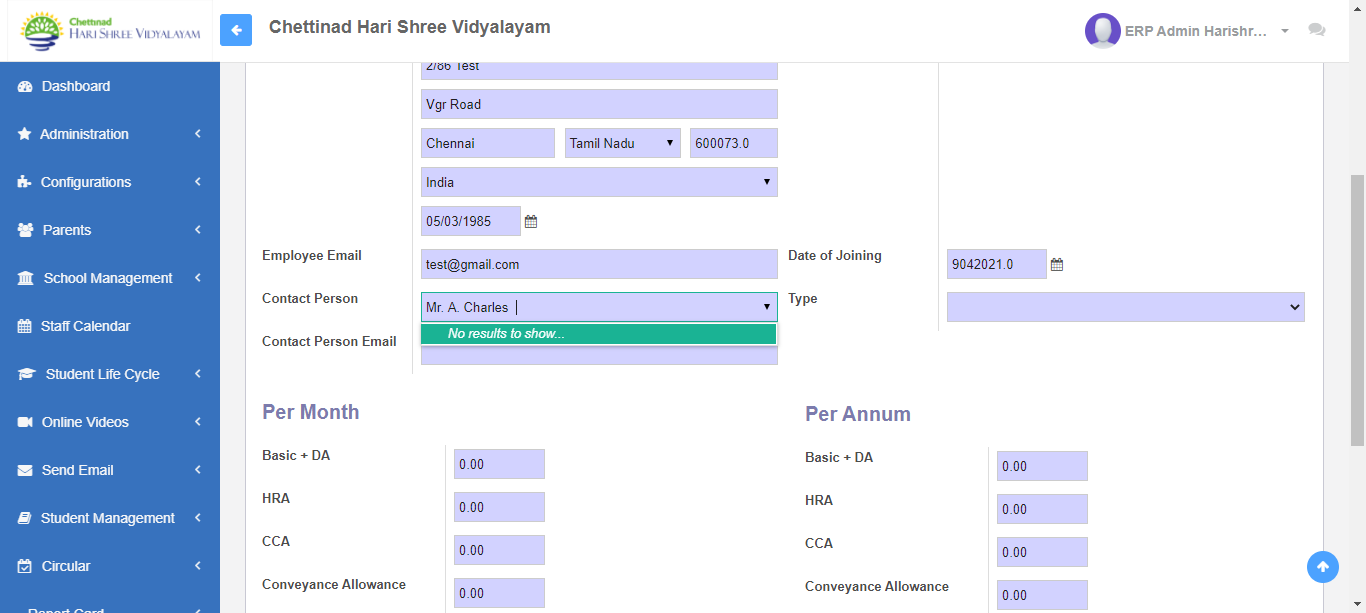 Chettinad
HARI SHREE VIDYALAYAM
Chettinad Hari Shree Vidyalayam
ERP Admin Harishr...
Dashboard
Administration
Configurations
Parents
School Management
Staff Calendar
Student Life Cycle
Online Videos
Send Email
Student Management
Circular
Report Card
2/86 Test
Vgr Road
Chennai Tamil Nadu 600073.0
India
05/03/1985
Employee Email test@gmail.com Date of Joining 9042021.0
Contact Person Mr. A. Charles Type
No results to show...
Contact Person Email
Per Month
Basic + DA 0.00
HRA 0.00
CCA 0.00
Conveyance Allowance 0.00
Per Annum
Basic + DA 0.00
HRA 0.00
CCA 0.00
Conveyance Allowance 0.00